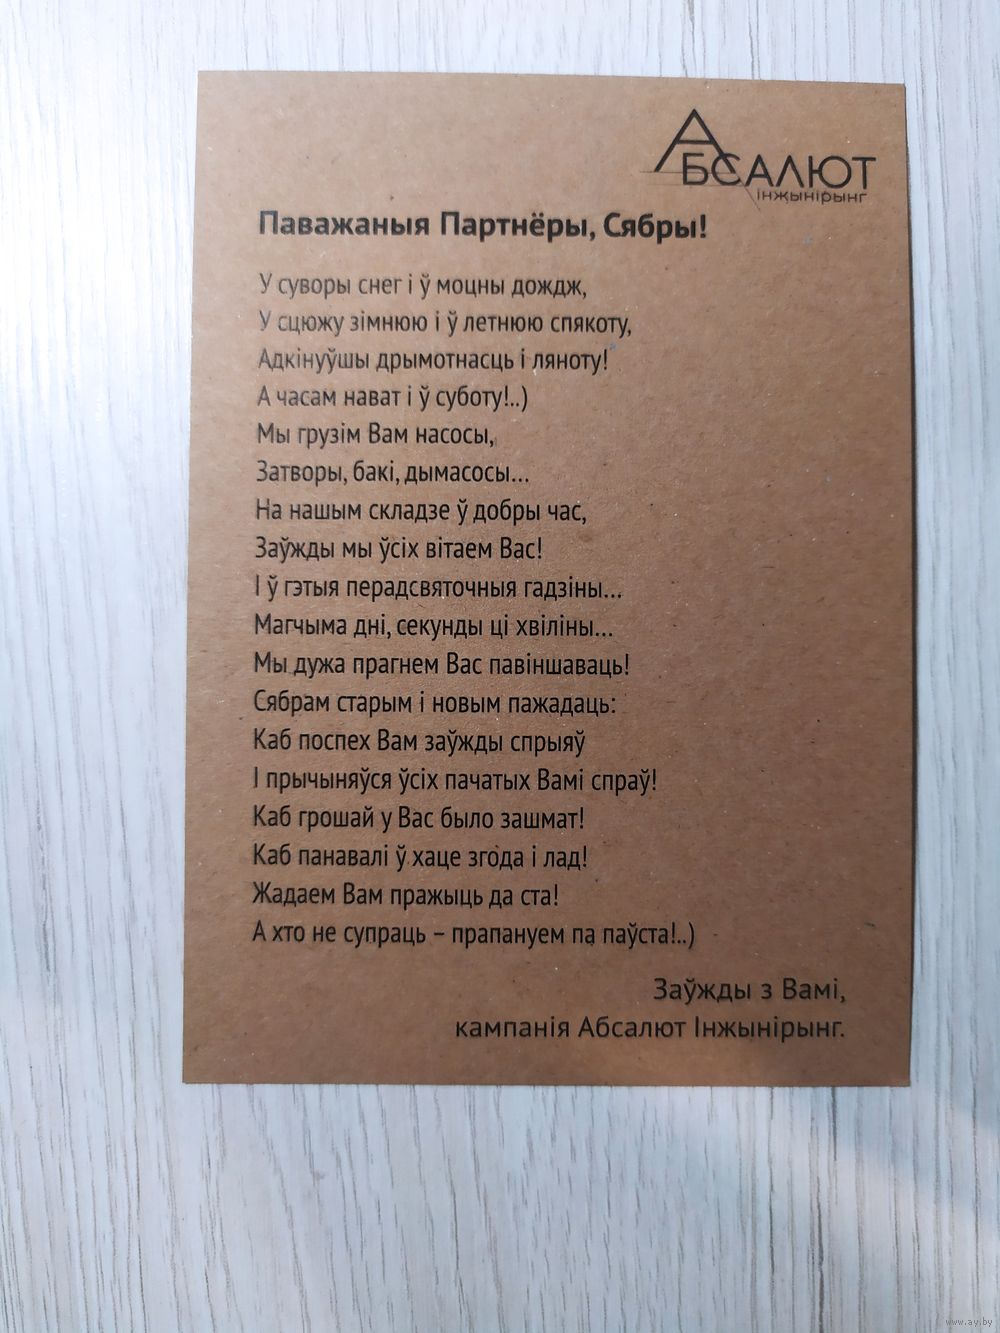 АБСАЛЮТ
інжынірынг
Паважаныя Партнёры, Сябры!
У суворы снег і ў моцны дождж,
У сцюжу зімнюю і ў летнюю спякоту,
Адкінуўшы дрымотнасць і ляноту!
А часам нават і ў суботу!..)
Мы грузім Вам насосы,
Затворы, бакі, дымасосы...
На нашым складзе ў добры час,
Заўжды мы ўсіх вітаем Вас!
І ў гэтыя перадсвяточныя гадзіны...
Магчыма дні, секунды ці хвіліны...
Мы дужа прагнем Вас павіншаваць!
Сябрам старым і новым пажадаць:
Каб поспех Вам заўжды спрыяў
І прычыняўся ўсіх пачатых Вамі спраў!
Каб грошай у Вас было зашмат!
Каб панавалі ў хаце згода і лад!
Жадаем Вам пражыць да ста!
А хто не супраць – прапануем па паўста!..)
Заўжды з Вамі,
кампанія Абсалют Інжынірынг.
www.ay.by